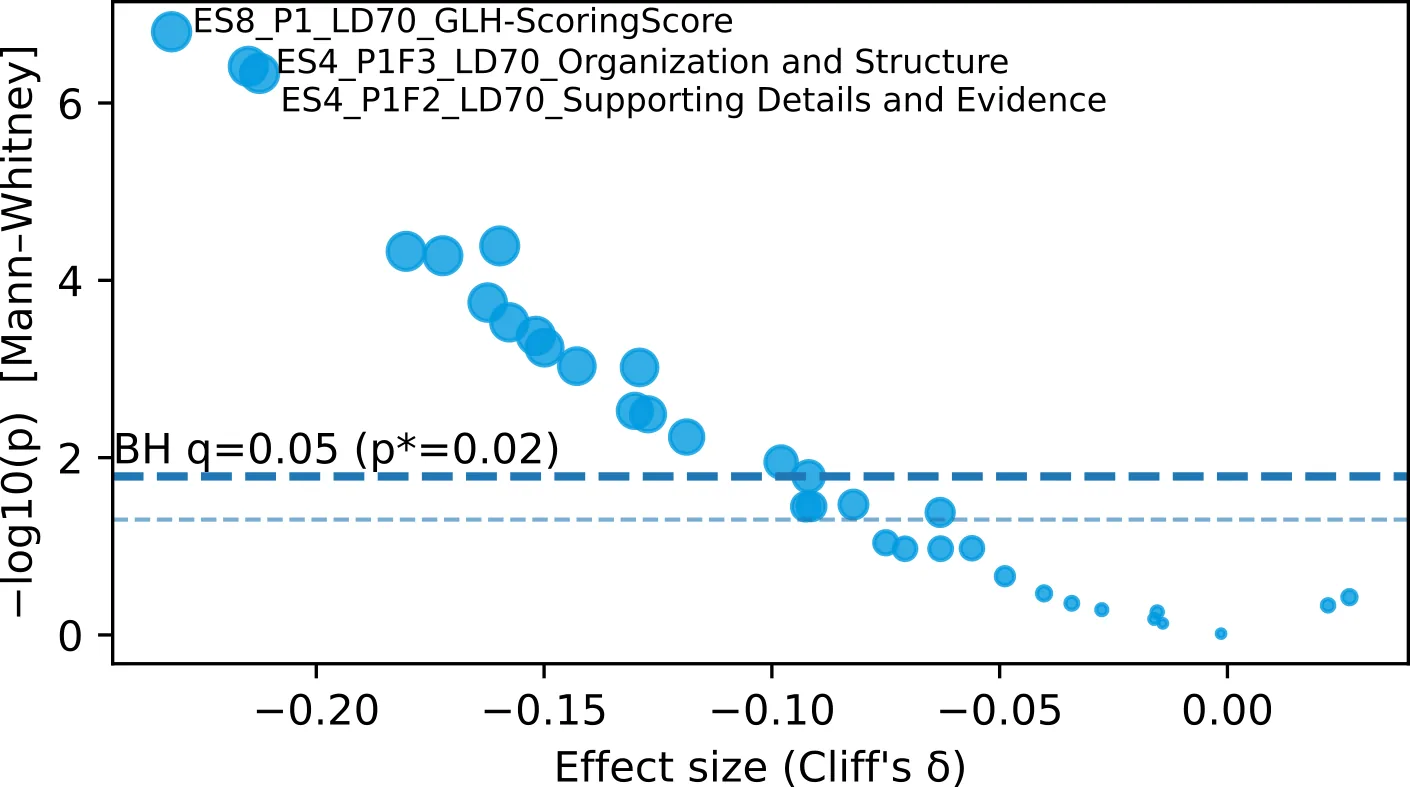 ES8_P1_LD70_GLH-ScoringScore
ES4_P1F3_LD70_Organization and Structure
ES4_P1F2_LD70_Supporting Details and Evidence
−log10(p) [Mann–Whitney]
6
4
2
0
BH q=0.05 (p*=0.02)
−0.20 −0.15 −0.10 −0.05 0.00
Effect size (Cliff's δ)